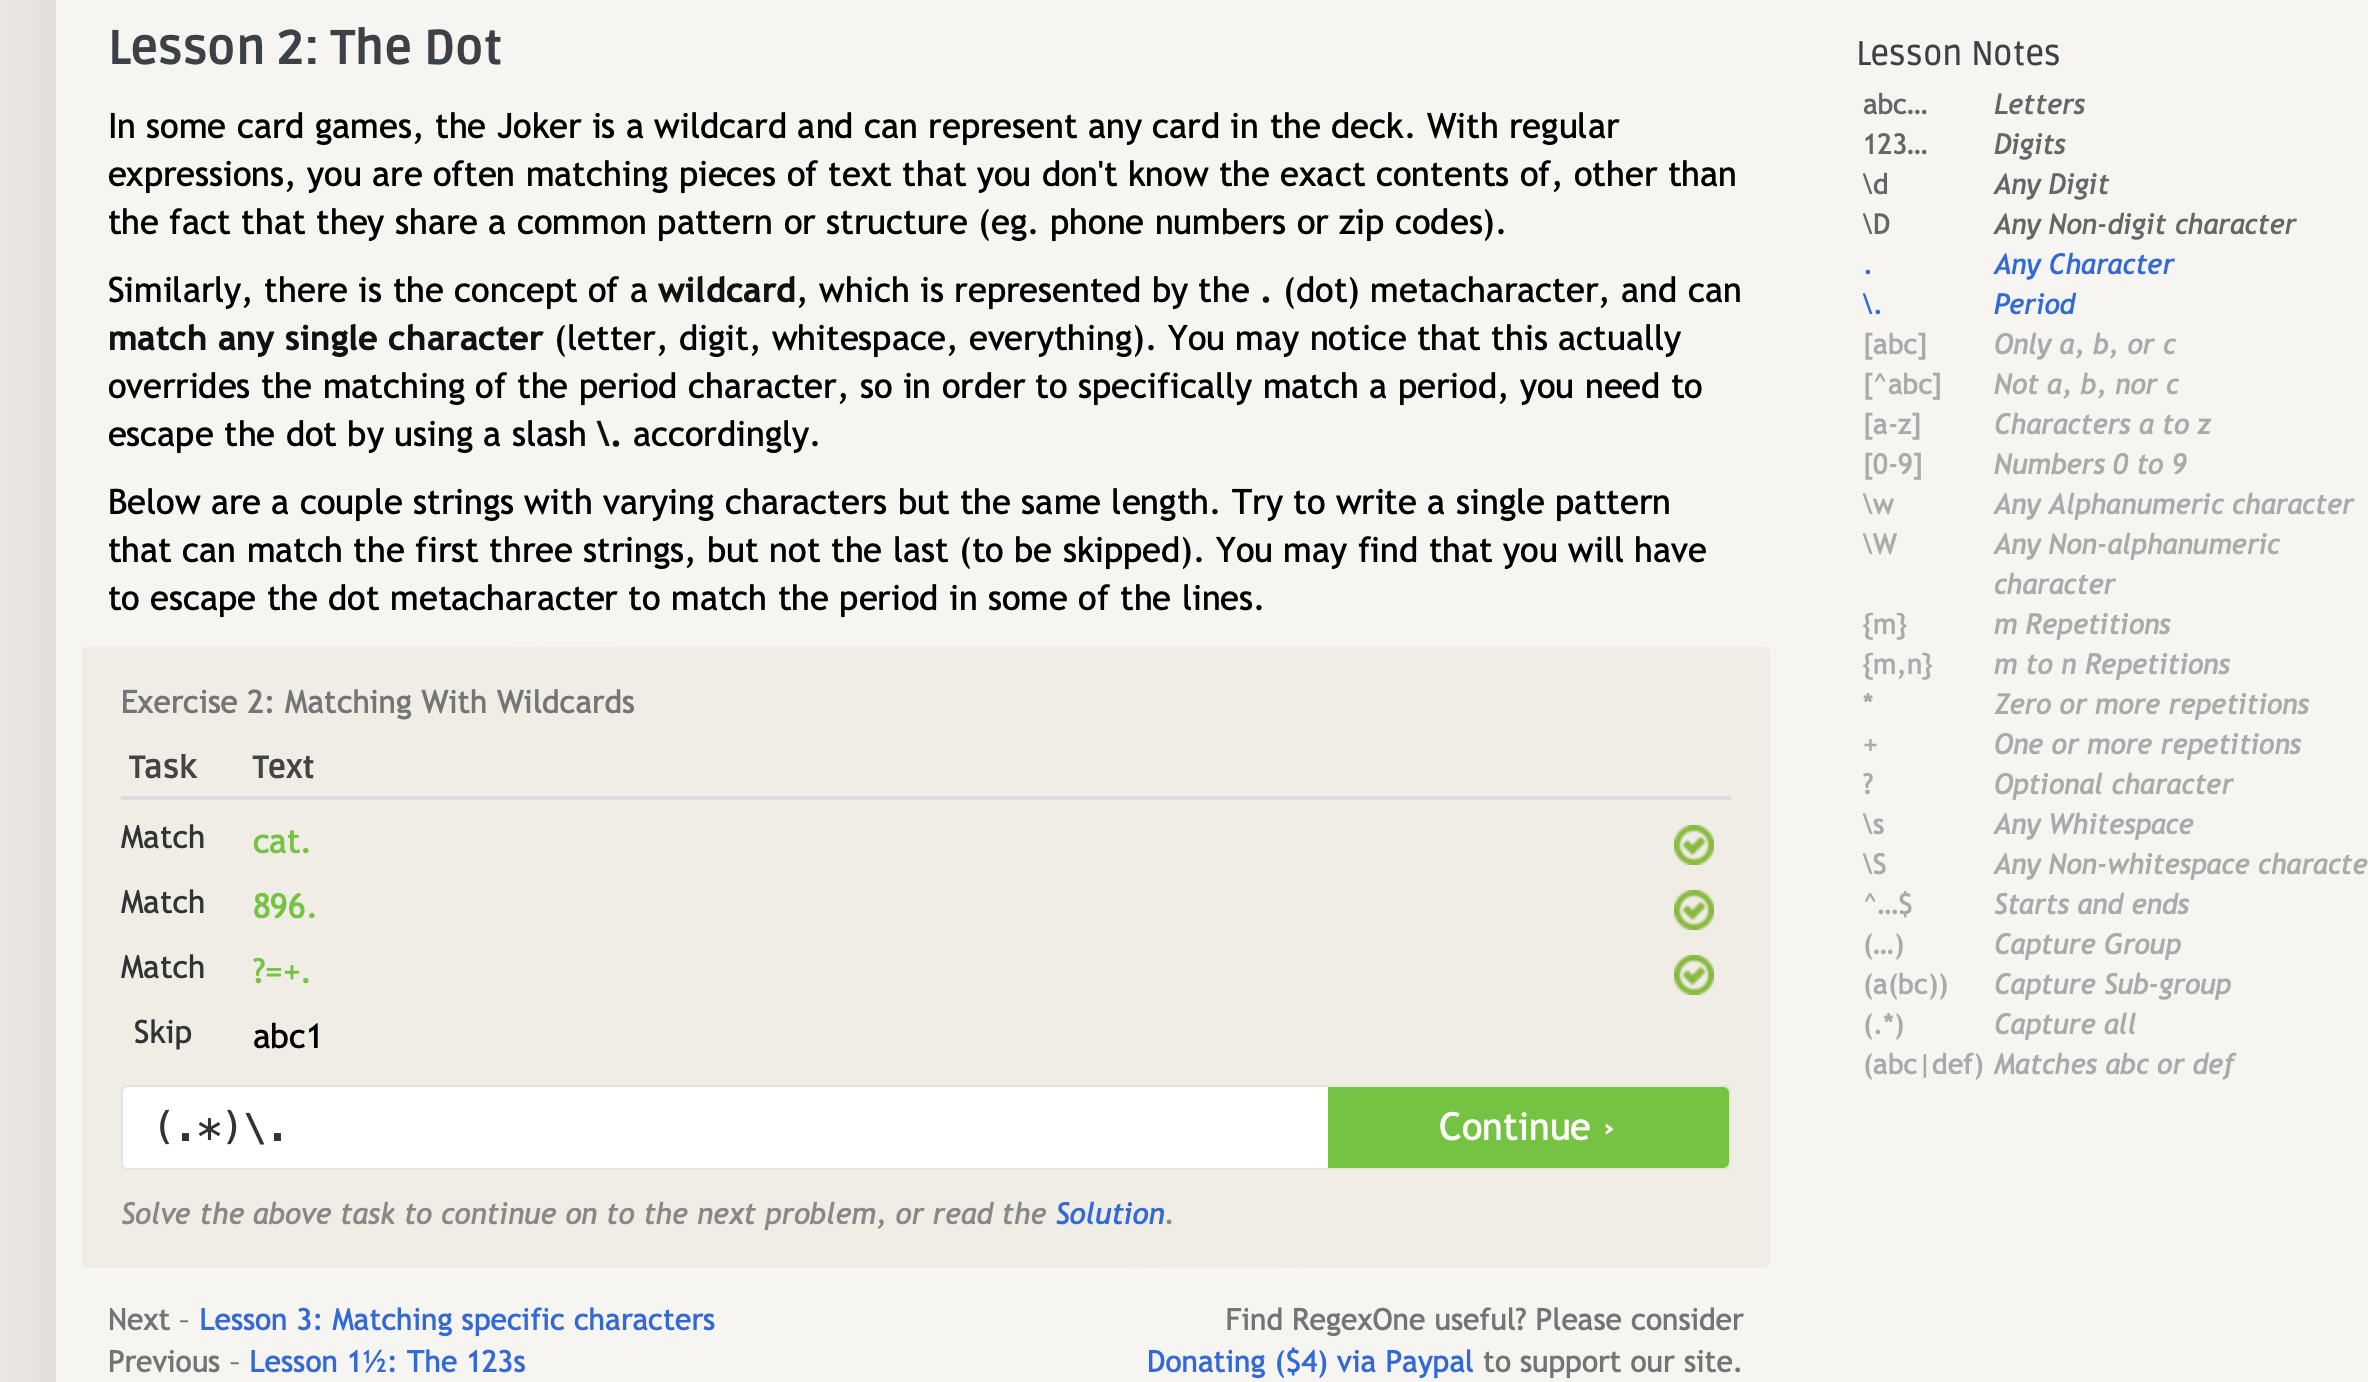 Lesson 2: The Dot
In some card games, the Joker is a wildcard and can represent any card in the deck. With regular
expressions, you are often matching pieces of text that you don't know the exact contents of, other than
the fact that they share a common pattern or structure (eg. phone numbers or zip codes).
Similarly, there is the concept of a wildcard, which is represented by the . (dot) metacharacter, and can
match any single character (letter, digit, whitespace, everything). You may notice that this actually
overrides the matching of the period character, so in order to specifically match a period, you need to
escape the dot by using a slash \. accordingly.
Below are a couple strings with varying characters but the same length. Try to write a single pattern
that can match the first three strings, but not the last (to be skipped). You may find that you will have
to escape the dot metacharacter to match the period in some of the lines.
Exercise 2: Matching With Wildcards
Task Text
Match cat.
Match 896.
Match ?=+.
Skip abc1
(.*)\.
Continue ›
Solve the above task to continue on to the next problem, or read the Solution.
Next – Lesson 3: Matching specific characters
Previous – Lesson 1½: The 123s
Find RegexOne useful? Please consider
Donating ($4) via Paypal to support our site.
Lesson Notes
abc… Letters
123… Digits
\d Any Digit
\D Any Non-digit character
. Any Character
\. Period
[abc] Only a, b, or c
[^abc] Not a, b, nor c
[a-z] Characters a to z
[0-9] Numbers 0 to 9
\w Any Alphanumeric character
\W Any Non-alphanumeric
character
{m} m Repetitions
{m,n} m to n Repetitions
* Zero or more repetitions
+ One or more repetitions
? Optional character
\s Any Whitespace
\S Any Non-whitespace characte
^…$ Starts and ends
(…) Capture Group
(a(bc)) Capture Sub-group
(.*) Capture all
(abc|def) Matches abc or def